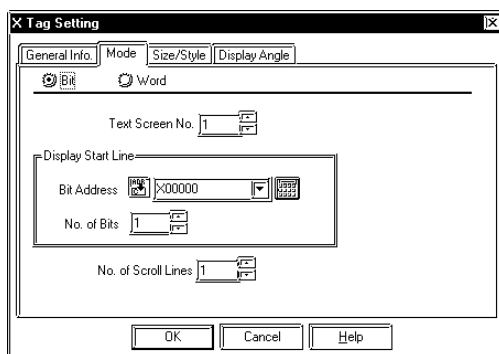 X Tag Setting
General Info. Mode Size/Style Display Angle
Bit Word
Text Screen No. 1
Display Start Line
Bit Address X00000
No. of Bits 1
No. of Scroll Lines 1
OK Cancel Help